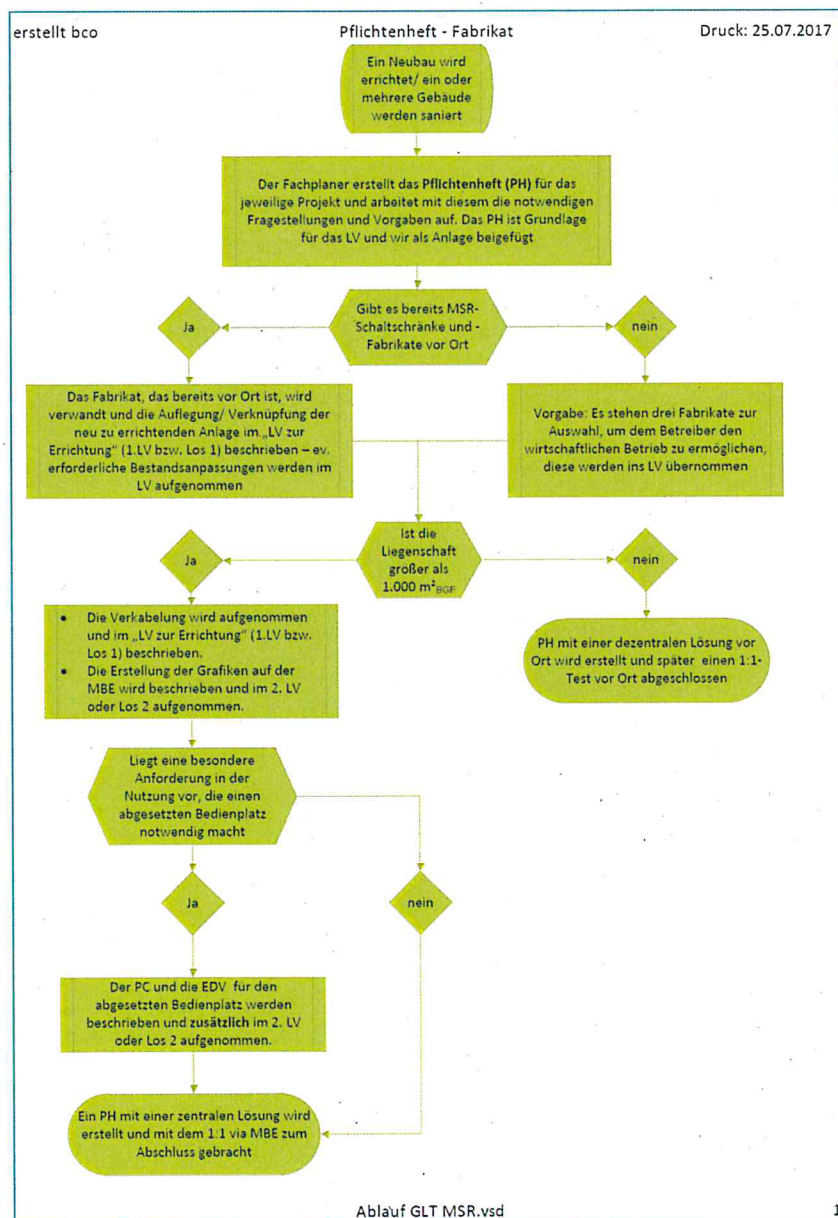 erstellt bco
Pflichtenheft - Fabrikat
Druck: 25.07.2017
Ein Neubau wird
errichtet/ ein oder
mehrere Gebäude
werden saniert
Der Fachplaner erstellt das Pflichtenheft (PH) für das
jeweilige Projekt und arbeitet mit diesem die notwendigen
Fragestellungen und Vorgaben auf. Das PH ist Grundlage
für das LV und wir als Anlage beigefügt
Gibt es bereits MSR-
Schaltschränke und -
Fabrikate vor Ort
Ja
nein
Das Fabrikat, das bereits vor Ort ist, wird
verwandt und die Auflegung/ Verknüpfung der
neu zu errichtenden Anlage im „LV zur
Errichtung“ (1.LV bzw. Los 1) beschrieben – ev.
erforderliche Bestandsanpassungen werden im
LV aufgenommen
Vorgabe: Es stehen drei Fabrikate zur
Auswahl, um dem Betreiber den
wirtschaftlichen Betrieb zu ermöglichen,
diese werden ins LV übernommen
Ist die
Liegenschaft
größer als
1.000 m²BGF
Ja
nein
• Die Verkabelung wird aufgenommen
und im „LV zur Errichtung“ (1.LV bzw.
Los 1) beschrieben.
• Die Erstellung der Grafiken auf der
MBE wird beschrieben und im 2. LV
oder Los 2 aufgenommen.
PH mit einer dezentralen Lösung vor
Ort wird erstellt und später einen 1:1-
Test vor Ort abgeschlossen
Liegt eine besondere
Anforderung in der
Nutzung vor, die einen
abgesetzten Bedienplatz
notwendig macht
Ja
nein
Der PC und die EDV für den
abgesetzten Bedienplatz werden
beschrieben und zusätzlich im 2. LV
oder Los 2 aufgenommen.
Ein PH mit einer zentralen Lösung wird
erstellt und mit dem 1:1 via MBE zum
Abschluss gebracht
Ablauf GLT MSR.vsd
1